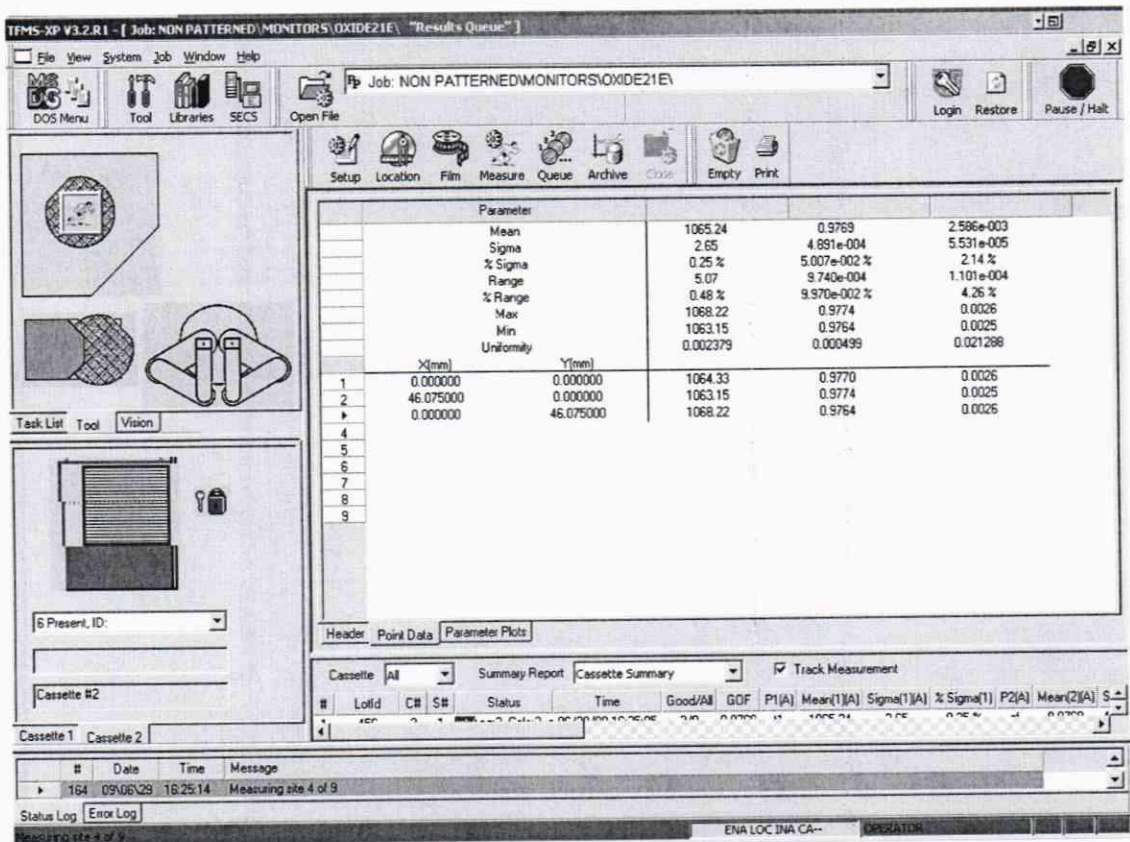 TFMS-XP V3.2.R1 - [ Job: NON PATTERNED\MONITORS\OXIDE21E\ "Results Queue" ]
File View System Job Window Help
MS DOS
Job: NON PATTERNED\MONITORS\OXIDE21E\
DOS Menu Tool Libraries SECS Open File Login Restore Pause / Halt
Setup Location Film Measure Queue Archive Close Empty Print
Parameter
Mean 1065.24 0.9769 2.586e-003
Sigma 2.65 4.891e-004 5.531e-005
% Sigma 0.25 % 5.007e-002 % 2.14 %
Range 5.07 9.740e-004 1.101e-004
% Range 0.48 % 9.970e-002 % 4.26 %
Max 1068.22 0.9774 0.0026
Min 1063.15 0.9764 0.0025
Uniformity 0.002379 0.000499 0.021288
X(mm) Y(mm)
1 0.000000 0.000000 1064.33 0.9770 0.0026
2 46.075000 0.000000 1063.15 0.9774 0.0025
0.000000 46.075000 1068.22 0.9764 0.0026
4
5
6
7
8
9
Task List Tool Vision
6 Present, ID:
Cassette #2
Cassette 1 Cassette 2
Header Point Data Parameter Plots
Cassette All Summary Report Cassette Summary Track Measurement
# LotId C# S# Status Time Good/All GOF P1(A) Mean(1)[A] Sigma(1)[A] % Sigma(1) P2(A) Mean(2)[A] S
# Date Time Message
164 09\06\29 16:25:14 Measuring site 4 of 9
Status Log Error Log
Measuring site 4 of 9 ENA LOC INA CA-- OPERATOR